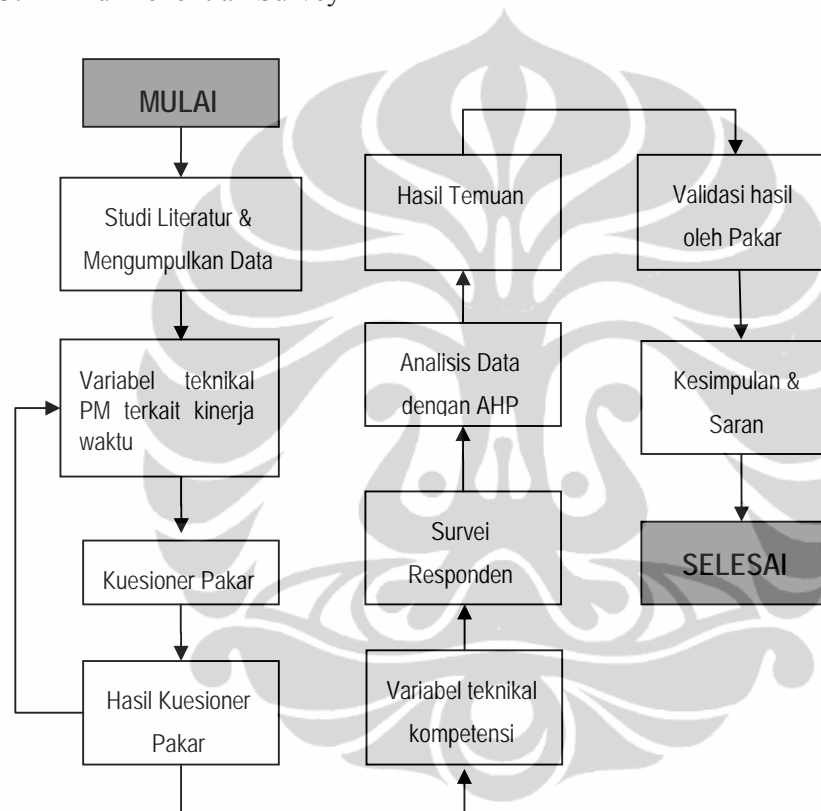 MULAI
Studi Literatur &
Mengumpulkan Data
Variabel teknikal
PM terkait kinerja
waktu
Kuesioner Pakar
Hasil Kuesioner
Pakar
Variabel teknikal
kompetensi
Survei
Responden
Analisis Data
dengan AHP
Hasil Temuan
Validasi hasil
oleh Pakar
Kesimpulan &
Saran
SELESAI